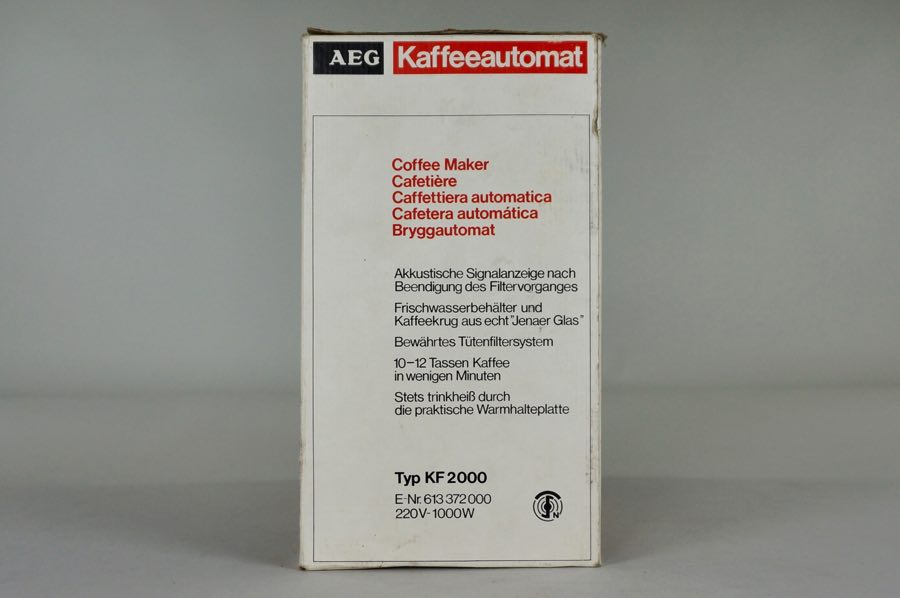 AEG Kaffeeautomat
Coffee Maker
Cafetière
Caffettiera automatica
Cafetera automática
Bryggautomat
Akkustische Signalanzeige nach
Beendigung des Filtervorganges
Frischwasserbehälter und
Kaffeekrug aus echt "Jenaer Glas"
Bewährtes Tütenfiltersystem
10–12 Tassen Kaffee
in wenigen Minuten
Stets trinkheiß durch
die praktische Warmhalteplatte
Typ KF 2000
E-Nr. 613 372 000
220V-1000W
N